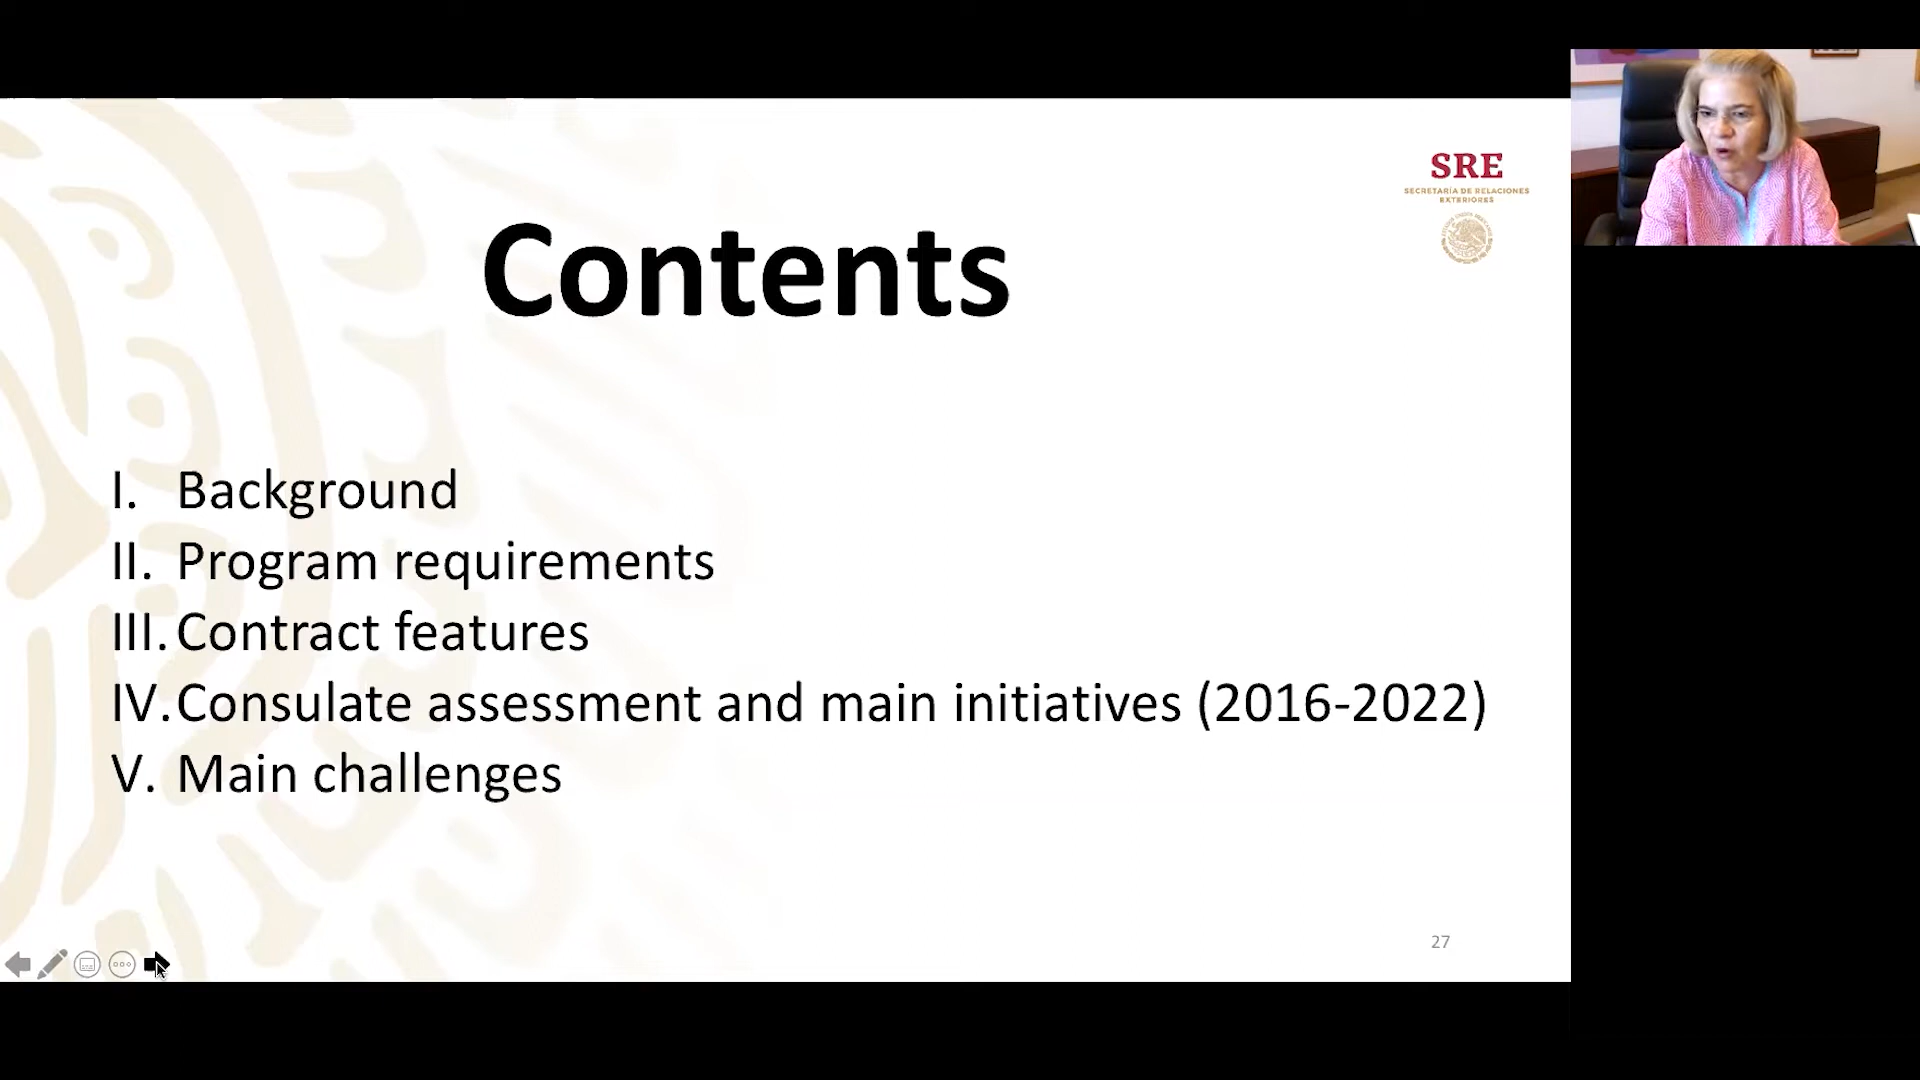 SRE
SECRETARÍA DE RELACIONES
EXTERIORES
Contents
I. Background
II. Program requirements
III. Contract features
IV. Consulate assessment and main initiatives (2016-2022)
V. Main challenges
27